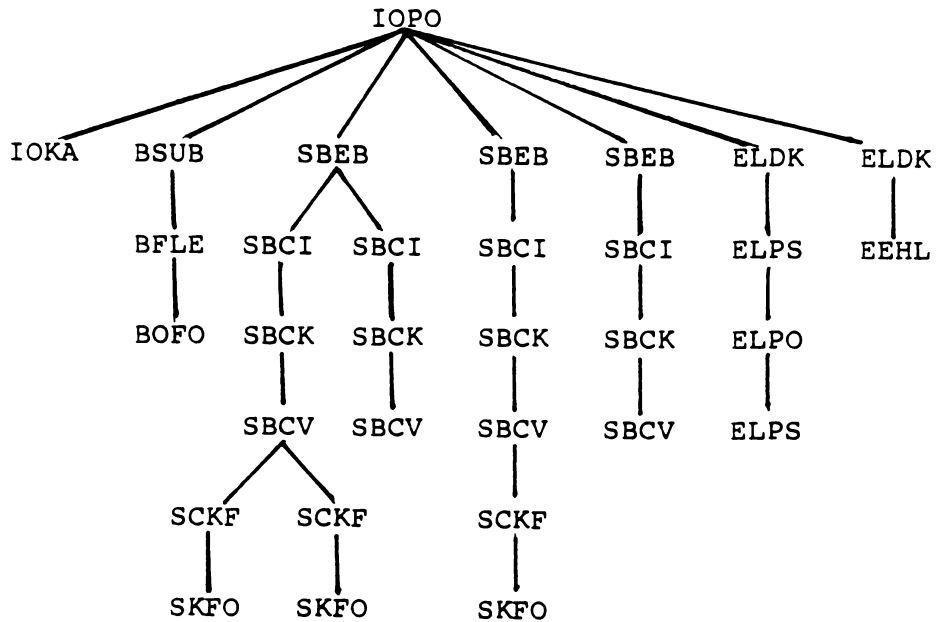 IOPO
IOKA BSUB SBEB SBEB SBEB ELDK ELDK
BFLE SBCI SBCI SBCI SBCI ELPS EEHL
BOFO SBCK SBCK SBCK SBCK ELPO
SBCV SBCV SBCV SBCV ELPS
SCKF SCKF SCKF
SKFO SKFO SKFO